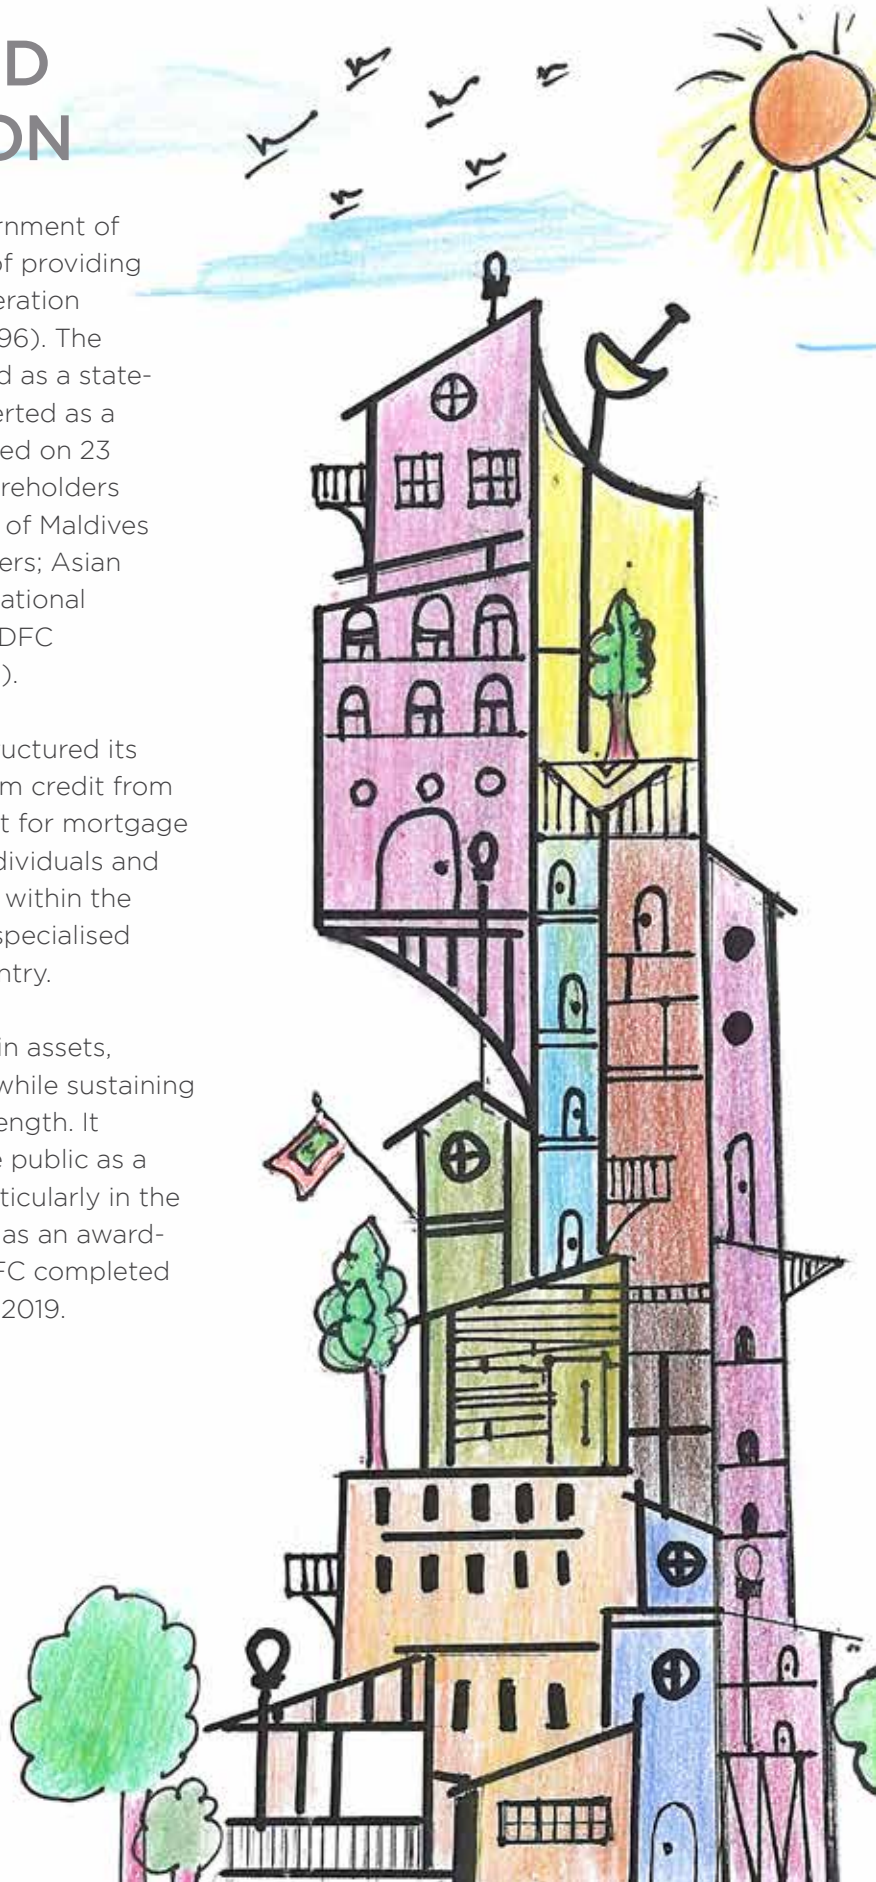 D
ON
rnment of
of providing
eration
96). The
d as a state-
erted as a
ed on 23
reholders
of Maldives
ers; Asian
ational
DFC
).
uctured its
m credit from
t for mortgage
dividuals and
within the
specialised
ntry.
in assets,
while sustaining
ength. It
e public as a
ticularly in the
as an award-
FC completed
2019.